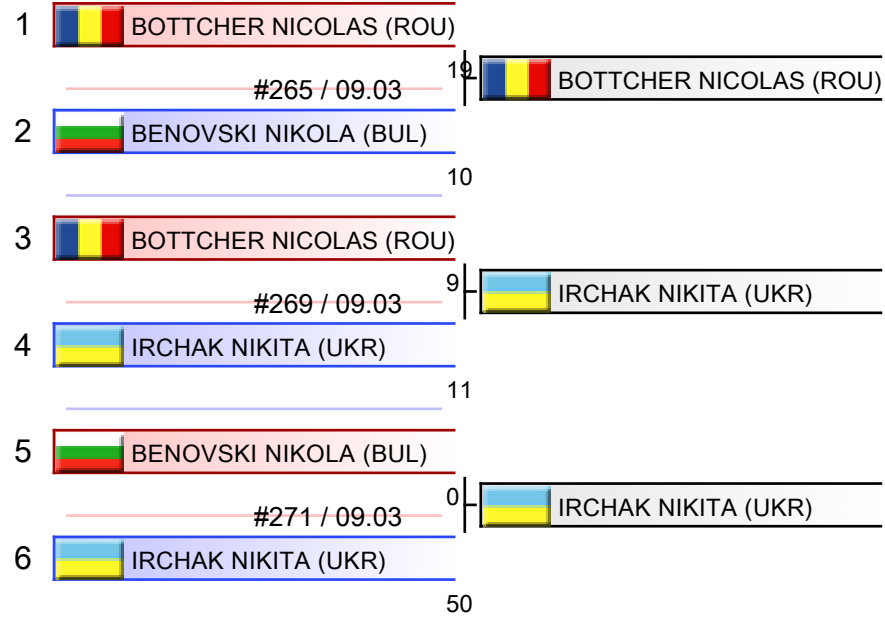 1 BOTTCHER NICOLAS (ROU)
19 BOTTCHER NICOLAS (ROU)
#265 / 09.03
2 BENOVSKI NIKOLA (BUL)
10
3 BOTTCHER NICOLAS (ROU)
9 IRCHAK NIKITA (UKR)
#269 / 09.03
4 IRCHAK NIKITA (UKR)
11
5 BENOVSKI NIKOLA (BUL)
0 IRCHAK NIKITA (UKR)
#271 / 09.03
6 IRCHAK NIKITA (UKR)
50